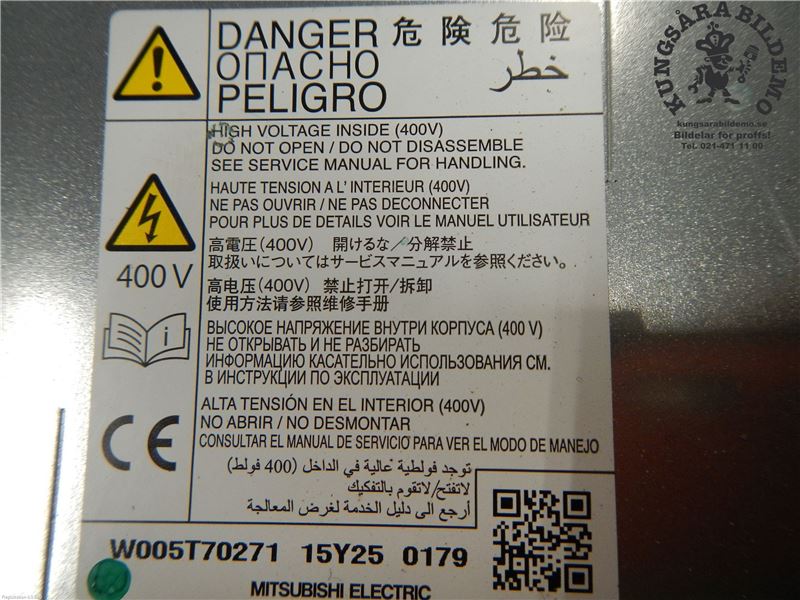 DANGER 危険 危险
ОПАСНО خطر
PELIGRO
HIGH VOLTAGE INSIDE (400V)
DO NOT OPEN / DO NOT DISASSEMBLE
SEE SERVICE MANUAL FOR HANDLING.
HAUTE TENSION A L' INTERIEUR (400V)
NE PAS OUVRIR / NE PAS DECONNECTER
POUR PLUS DE DETAILS VOIR LE MANUEL UTILISATEUR
高電圧(400V) 開けるな/分解禁止
取扱いについてはサービスマニュアルを参照ください。
400V
高电压(400V) 禁止打开/拆卸
使用方法请参照维修手册
i
ВЫСОКОЕ НАПРЯЖЕНИЕ ВНУТРИ КОРПУСА (400 V)
НЕ ОТКРЫВАТЬ И НЕ РАЗБИРАТЬ
ИНФОРМАЦИЮ КАСАТЕЛЬНО ИСПОЛЬЗОВАНИЯ СМ.
В ИНСТРУКЦИИ ПО ЭКСПЛУАТАЦИИ
CE
ALTA TENSIÓN EN EL INTERIOR (400V)
NO ABRIR / NO DESMONTAR
CONSULTAR EL MANUAL DE SERVICIO PARA VER EL MODO DE MANEJO
توجد فولطية عالية في الداخل (400 فولط)
لاتفتح/لاتقوم بالتفكيك
أرجع الى دليل الخدمة لغرض المعالجة
W005T70271 15Y25 0179
MITSUBISHI ELECTRIC
KUNGSÅRA BILDEMO
kungsarabildemo.se
Bildelar for proffs!
Tel. 021-471 11 00